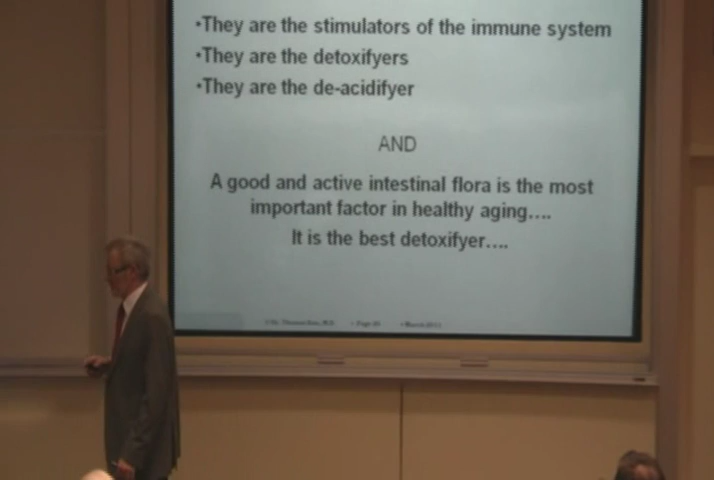 •They are the stimulators of the immune system
•They are the detoxifyers
•They are the de-acidifyer
AND
A good and active intestinal flora is the most
important factor in healthy aging....
It is the best detoxifyer....